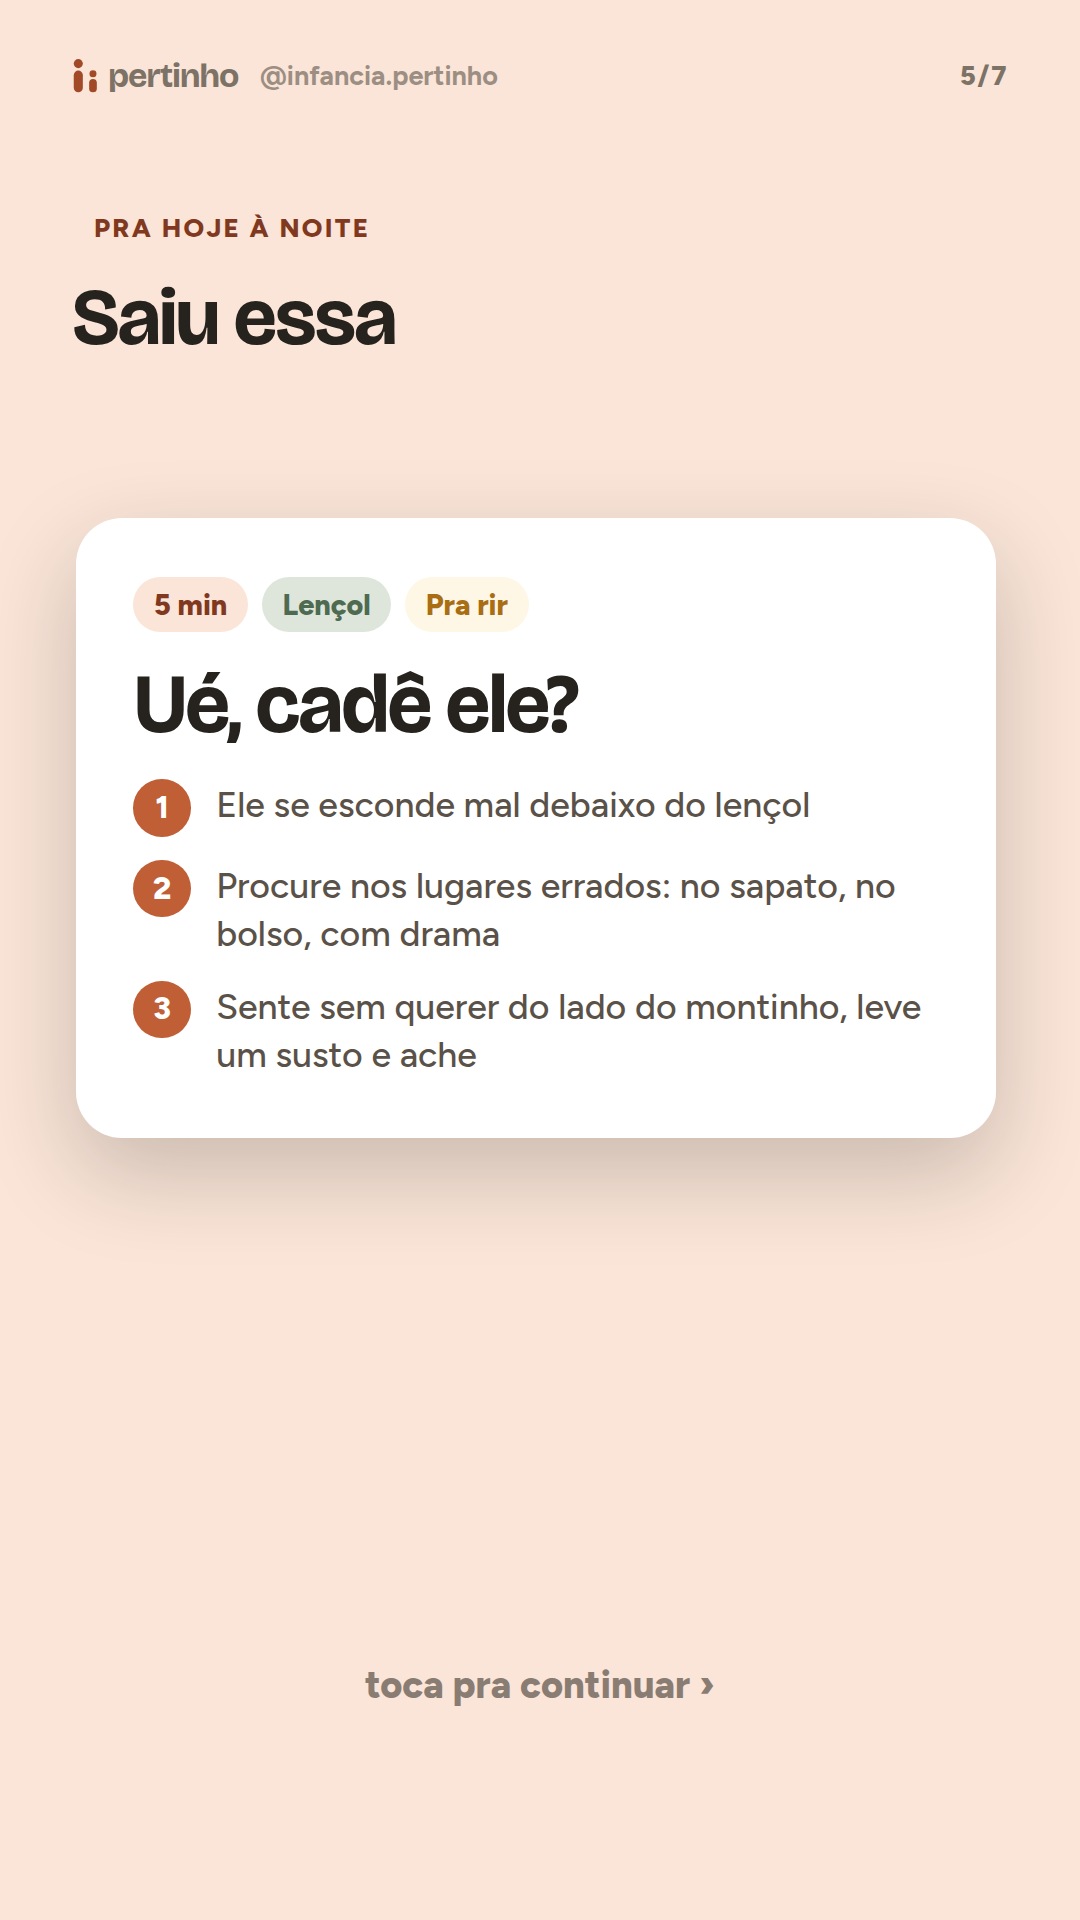 pertinho @infancia.pertinho 5/7
PRA HOJE À NOITE
Saiu essa
5 min Lençol Pra rir
Ué, cadê ele?
1 Ele se esconde mal debaixo do lençol
2 Procure nos lugares errados: no sapato, no
bolso, com drama
3 Sente sem querer do lado do montinho, leve
um susto e ache
toca pra continuar ›